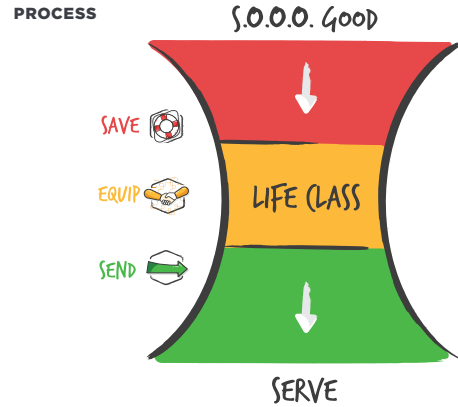 PROCESS
S.O.O.O. GOOD
SAVE
EQUIP
LIFE CLASS
SEND
SERVE